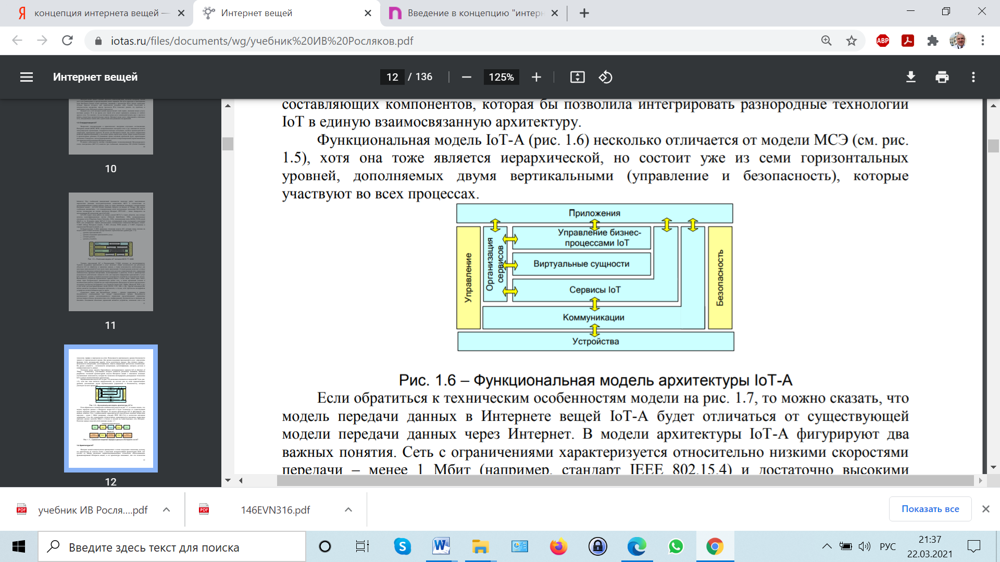 концепция интернета вещей —
Интернет вещей
Введение в концепцию "интерн
iotas.ru/files/documents/wg/учебник%20ИВ%20Росляков.pdf
ABP
Интернет вещей
12 / 136
125%
10
11
12
составляющих компонентов, которая бы позволила интегрировать разнородные технологии
IoT в единую взаимосвязанную архитектуру.
Функциональная модель IoT-A (рис. 1.6) несколько отличается от модели МСЭ (см. рис.
1.5), хотя она тоже является иерархической, но состоит уже из семи горизонтальных
уровней, дополняемых двумя вертикальными (управление и безопасность), которые
участвуют во всех процессах.
Приложения
Управление
Организация
сервисов
Управление бизнес-
процессами IoT
Виртуальные сущности
Сервисы IoT
Коммуникации
Безопасность
Устройства
Рис. 1.6 – Функциональная модель архитектуры IoT-A
Если обратиться к техническим особенностям модели на рис. 1.7, то можно сказать, что
модель передачи данных в Интернете вещей IoT-A будет отличаться от существующей
модели передачи данных через Интернет. В модели архитектуры IoT-A фигурируют два
важных понятия. Сеть с ограничениями характеризуется относительно низкими скоростями
передачи – менее 1 Мбит (например, стандарт IEEE 802.15.4) и достаточно высокими
PDF
учебник ИВ Росля....pdf
PDF
146EVN316.pdf
Показать все
Введите здесь текст для поиска
РУС
21:37
22.03.2021